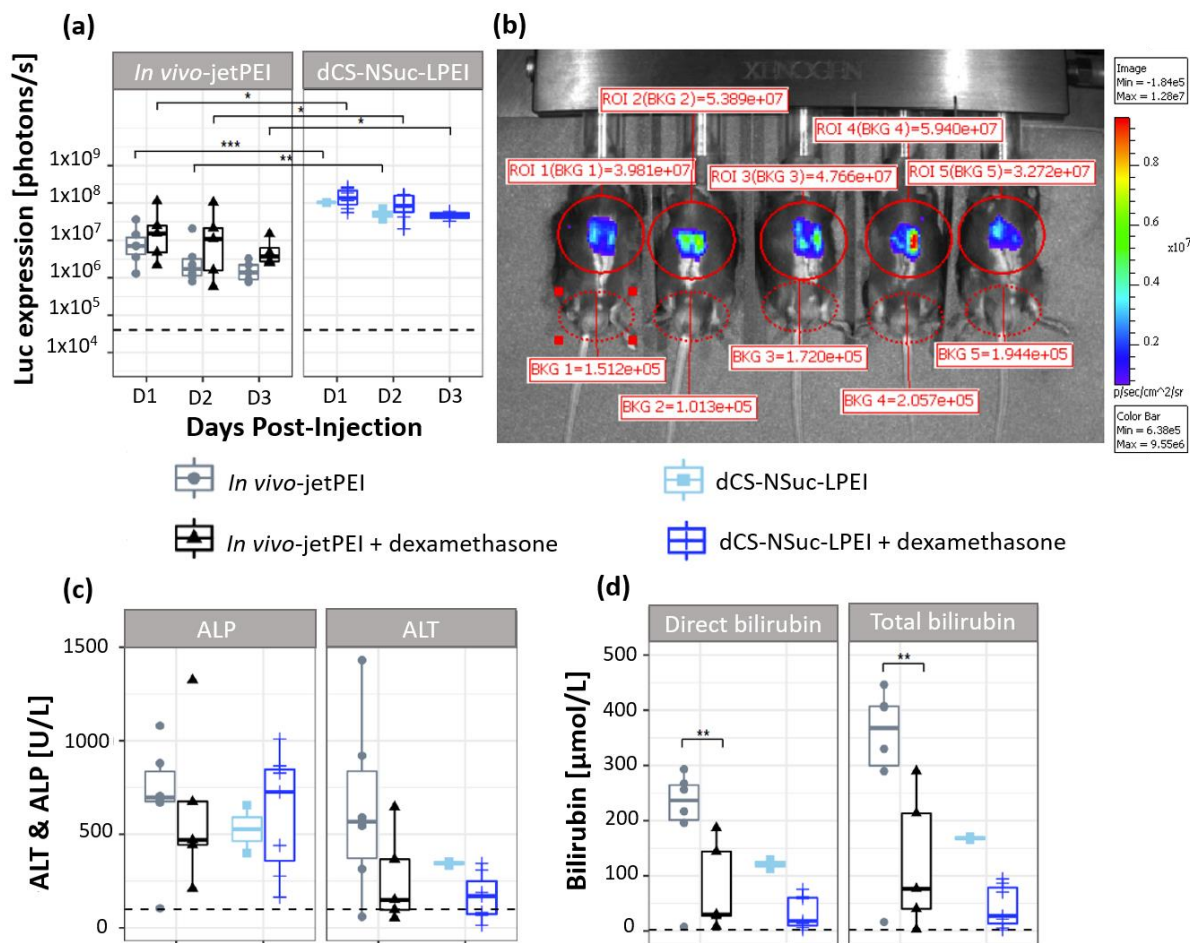 (a)
In vivo-jetPEI
dCS-NSuc-LPEI
*
*
*
***
**
Luc expression [photons/s]
1x10⁹
1x10⁸
1x10⁷
1x10⁶
1x10⁵
1x10⁴
D1 D2 D3
D1 D2 D3
Days Post-Injection
(b)
XENOGEN
ROI 2(BKG 2)=5.389e+07
ROI 4(BKG 4)=5.940e+07
ROI 1(BKG 1)=3.981e+07
ROI 3(BKG 3)=4.766e+07
ROI 5(BKG 5)=3.272e+07
BKG 1=1.512e+05
BKG 2=1.013e+05
BKG 3=1.720e+05
BKG 4=2.057e+05
BKG 5=1.944e+05
Image
Min = -1.84e5
Max = 1.28e7
0.8
0.6
x10⁷
0.4
0.2
p/sec/cm^2/sr
Color Bar
Min = 6.38e5
Max = 9.55e6
In vivo-jetPEI
dCS-NSuc-LPEI
In vivo-jetPEI + dexamethasone
dCS-NSuc-LPEI + dexamethasone
(c)
ALP
ALT
ALT & ALP [U/L]
1500
1000
500
0
(d)
Direct bilirubin
Total bilirubin
**
**
Bilirubin [µmol/L]
500
400
300
200
100
0